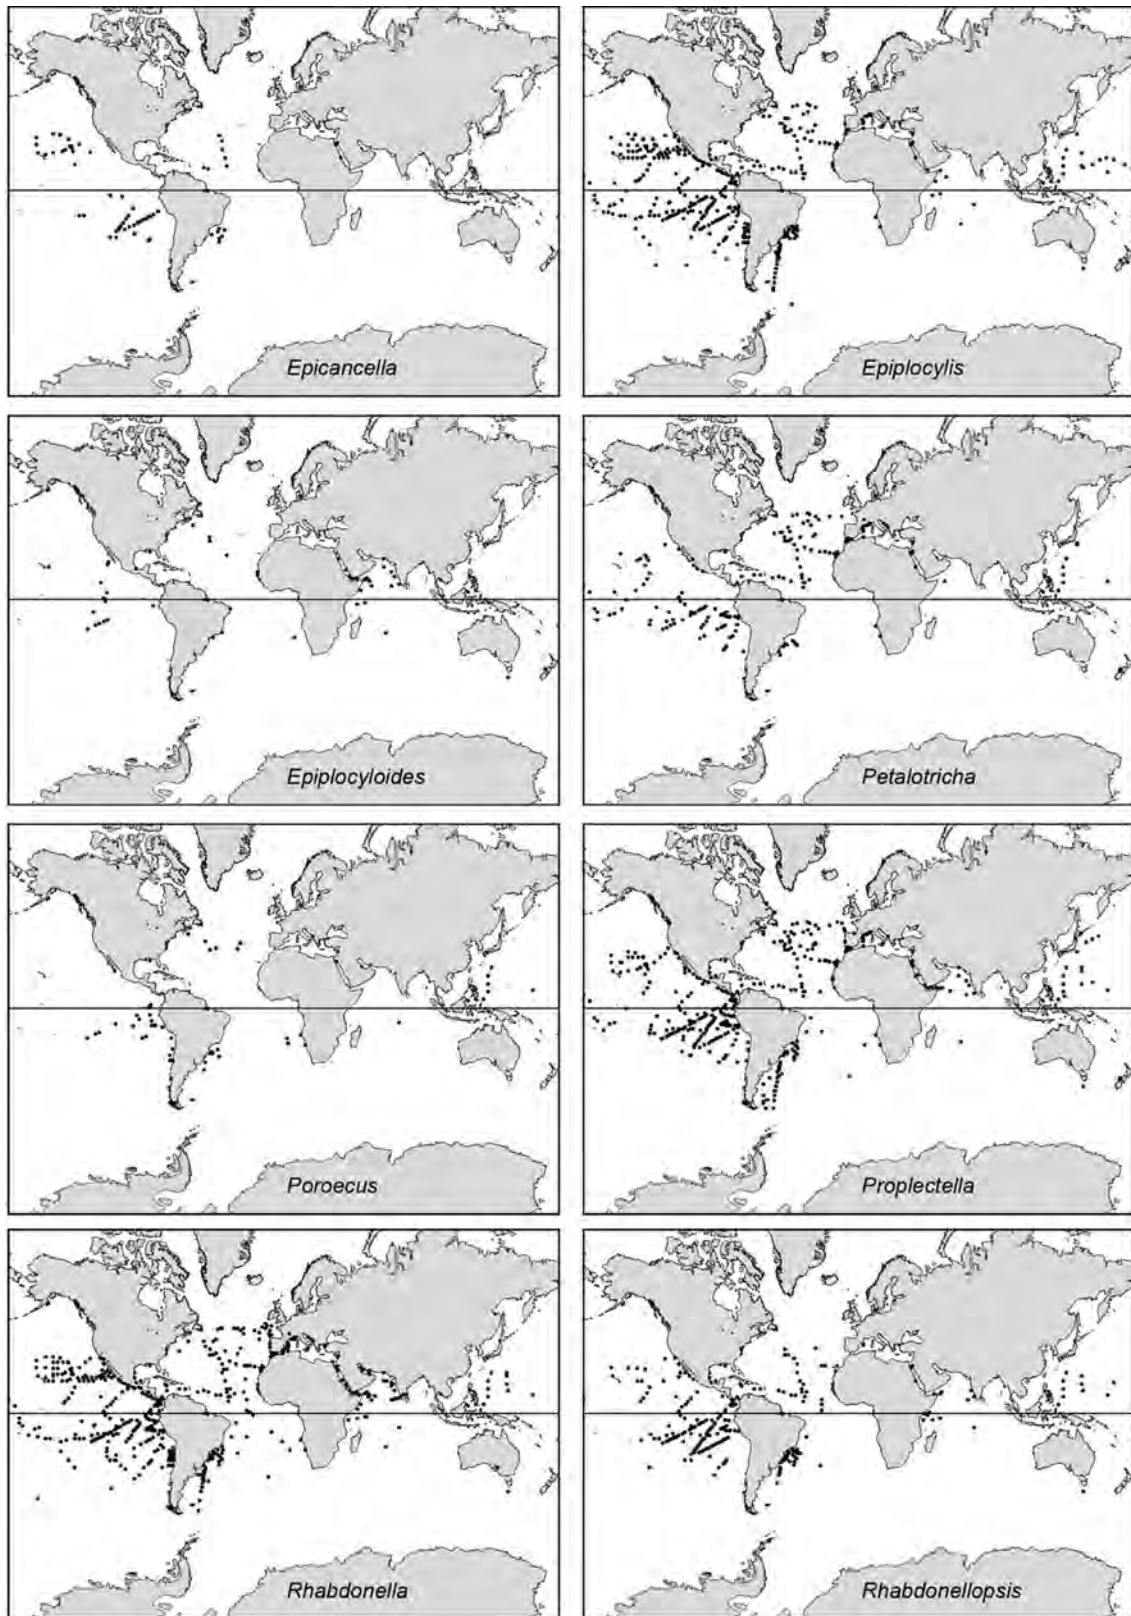 Epicancella
Epiplocylis
Epiplocyloides
Petalotricha
Poroecus
Proplectella
Rhabdonella
Rhabdonellopsis